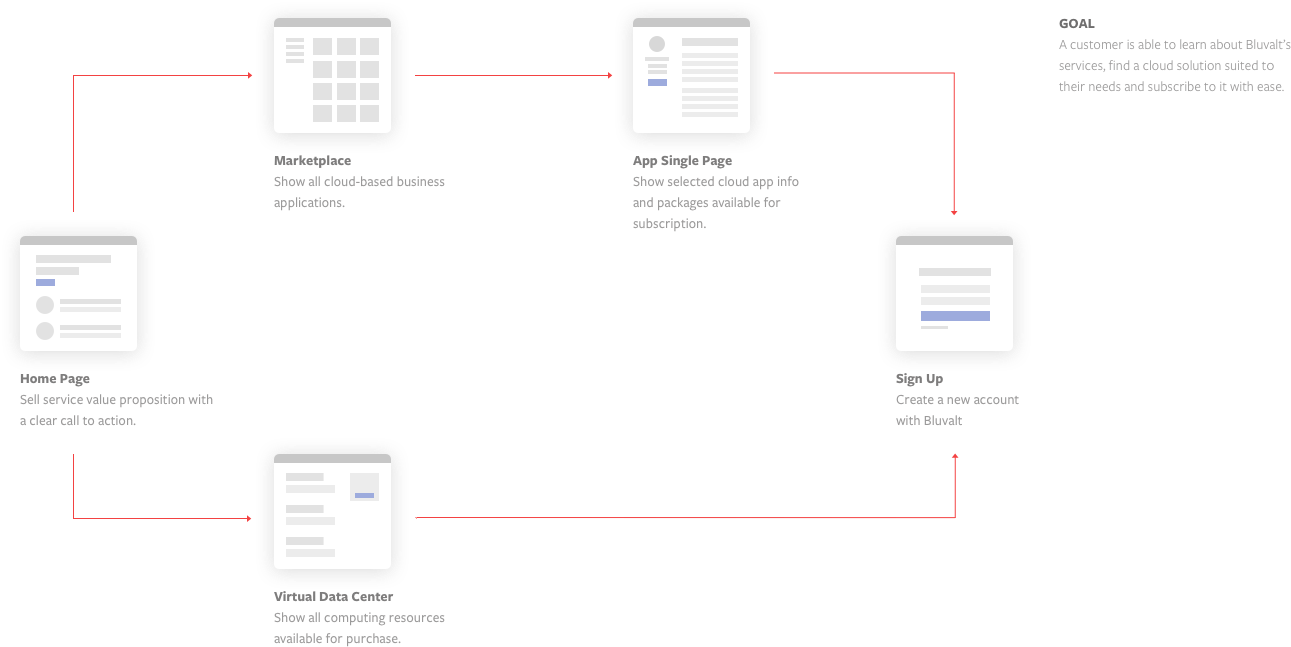 GOAL
A customer is able to learn about Bluvalt's
services, find a cloud solution suited to
their needs and subscribe to it with ease.
Marketplace
Show all cloud-based business
applications.
App Single Page
Show selected cloud app info
and packages available for
subscription.
Home Page
Sell service value proposition with
a clear call to action.
Sign Up
Create a new account
with Bluvalt
Virtual Data Center
Show all computing resources
available for purchase.